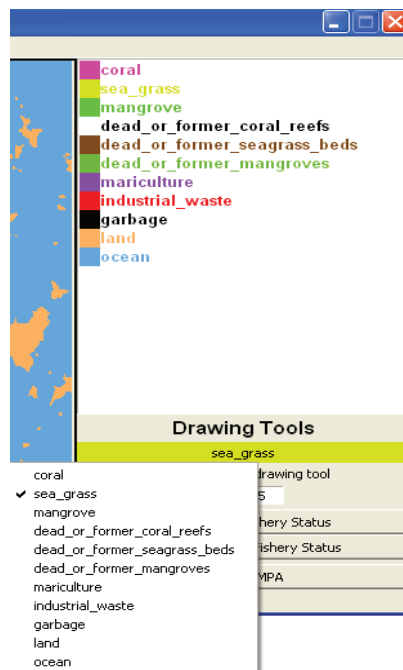 coral
sea_grass
mangrove
dead_or_former_coral_reefs
dead_or_former_seagrass_beds
dead_or_former_mangroves
mariculture
industrial_waste
garbage
land
ocean
Drawing Tools
sea_grass
drawing tool
5
hery Status
ishery Status
MPA
coral
sea_grass
mangrove
dead_or_former_coral_reefs
dead_or_former_seagrass_beds
dead_or_former_mangroves
mariculture
industrial_waste
garbage
land
ocean